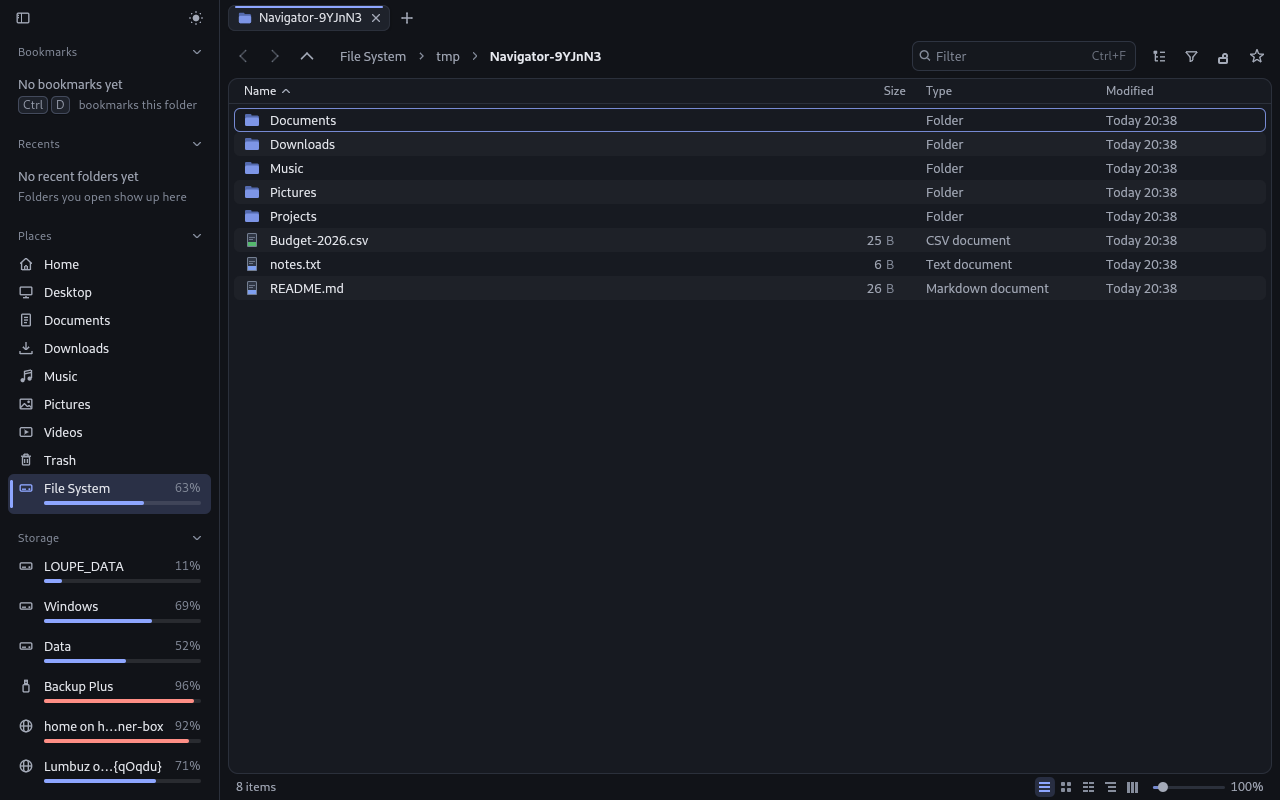 Navigator-9YJnN3
Bookmarks
No bookmarks yet
Ctrl D bookmarks this folder
Recents
No recent folders yet
Folders you open show up here
Places
Home
Desktop
Documents
Downloads
Music
Pictures
Videos
Trash
File System 63%
Storage
LOUPE_DATA 11%
Windows 69%
Data 52%
Backup Plus 96%
home on h...ner-box 92%
Lumbuz o...{qOqdu} 71%
File System > tmp > Navigator-9YJnN3
Filter Ctrl+F
Name Size Type Modified
Documents Folder Today 20:38
Downloads Folder Today 20:38
Music Folder Today 20:38
Pictures Folder Today 20:38
Projects Folder Today 20:38
Budget-2026.csv 25 B CSV document Today 20:38
notes.txt 6 B Text document Today 20:38
README.md 26 B Markdown document Today 20:38
8 items
100%